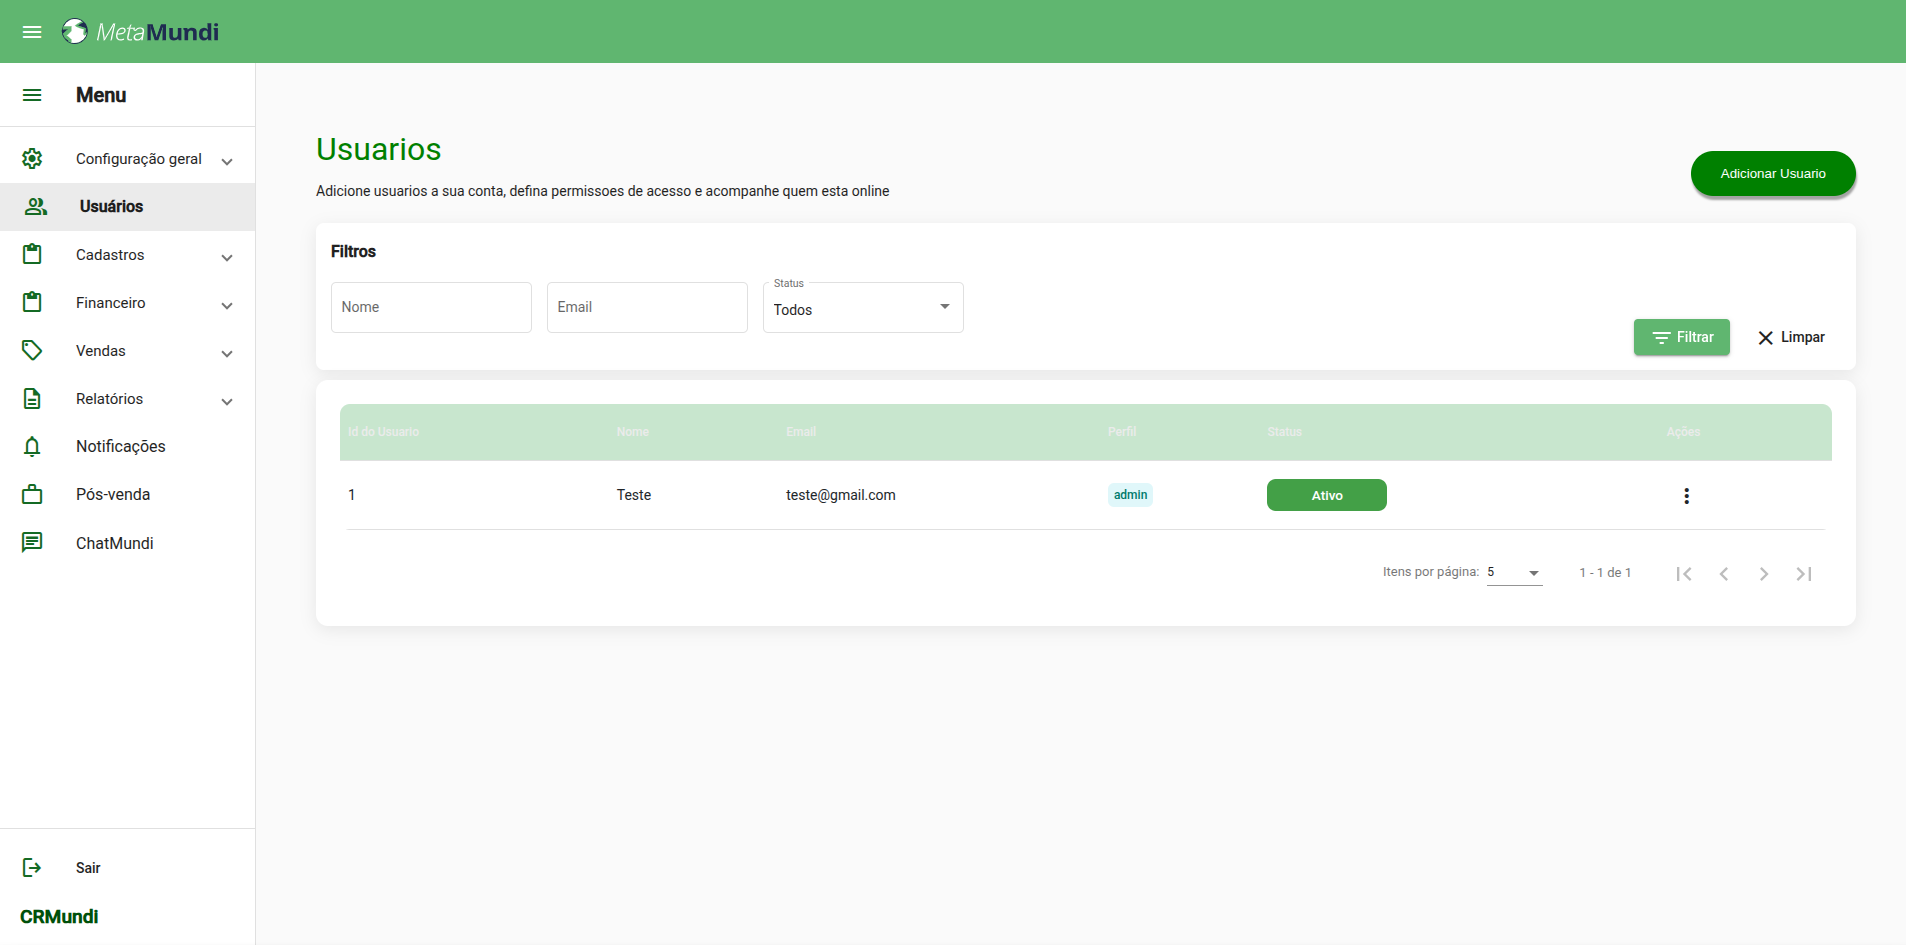 MetaMundi
Menu
Configuração geral
Usuários
Cadastros
Financeiro
Vendas
Relatórios
Notificações
Pós-venda
ChatMundi
Sair
CRMundi
Usuarios
Adicione usuarios a sua conta, defina permissoes de acesso e acompanhe quem esta online
Adicionar Usuario
Filtros
Nome
Email
Status
Todos
Filtrar
Limpar
Id do Usuario Nome Email Perfil Status Ações
1 Teste teste@gmail.com admin Ativo
Itens por página: 5 1 - 1 de 1